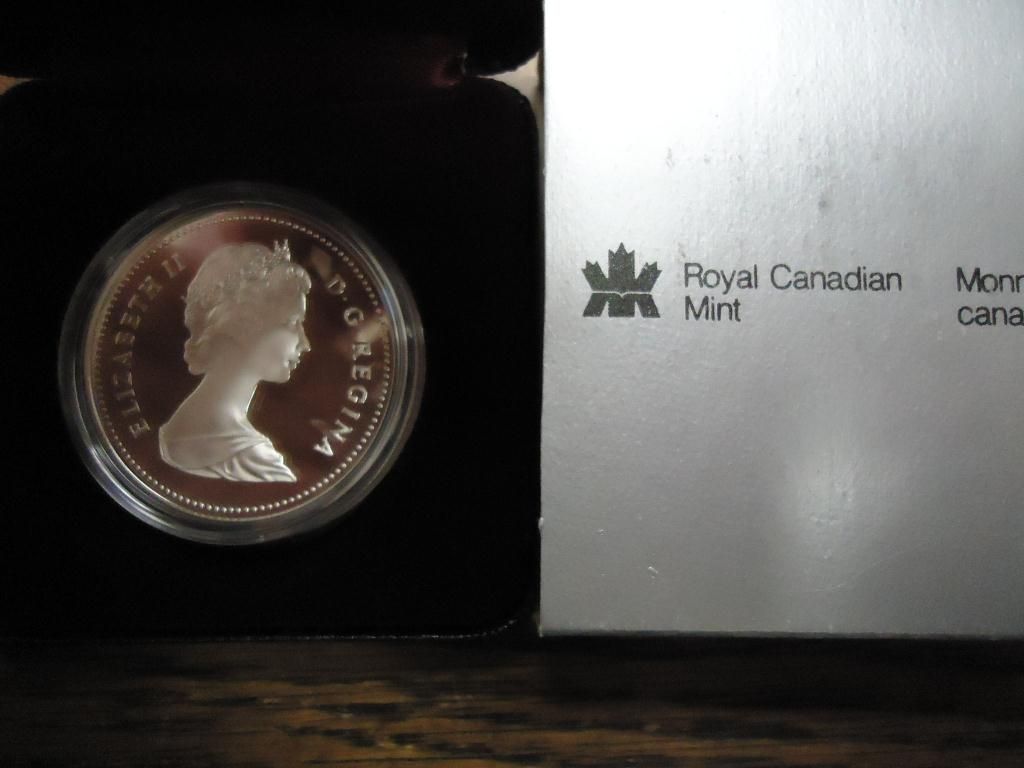 ELIZABETH II D·G·REGINA
Royal Canadian
Mint
Monn
cana